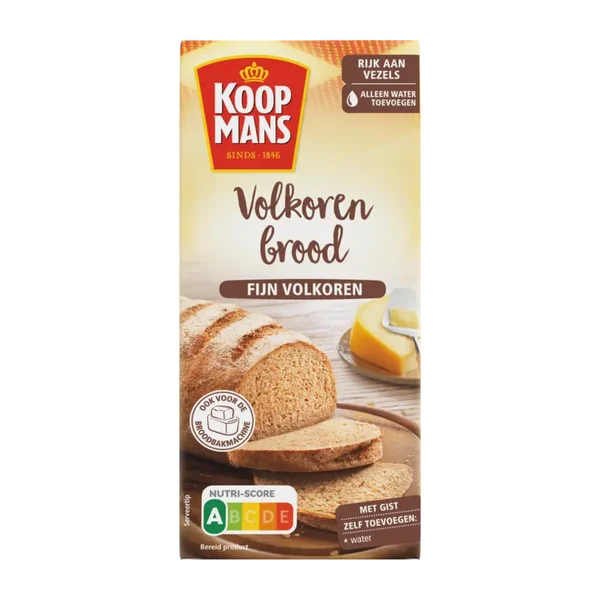 RIJK AAN
VEZELS
ALLEEN WATER
TOEVOEGEN
KOOP
MANS
SINDS - 1846
Volkoren
brood
FIJN VOLKOREN
OOK VOOR DE
BROODBAKMACHINE
NUTRI-SCORE
A B C D E
Bereid product
Serveertip
MET GIST
ZELF TOEVOEGEN:
• water